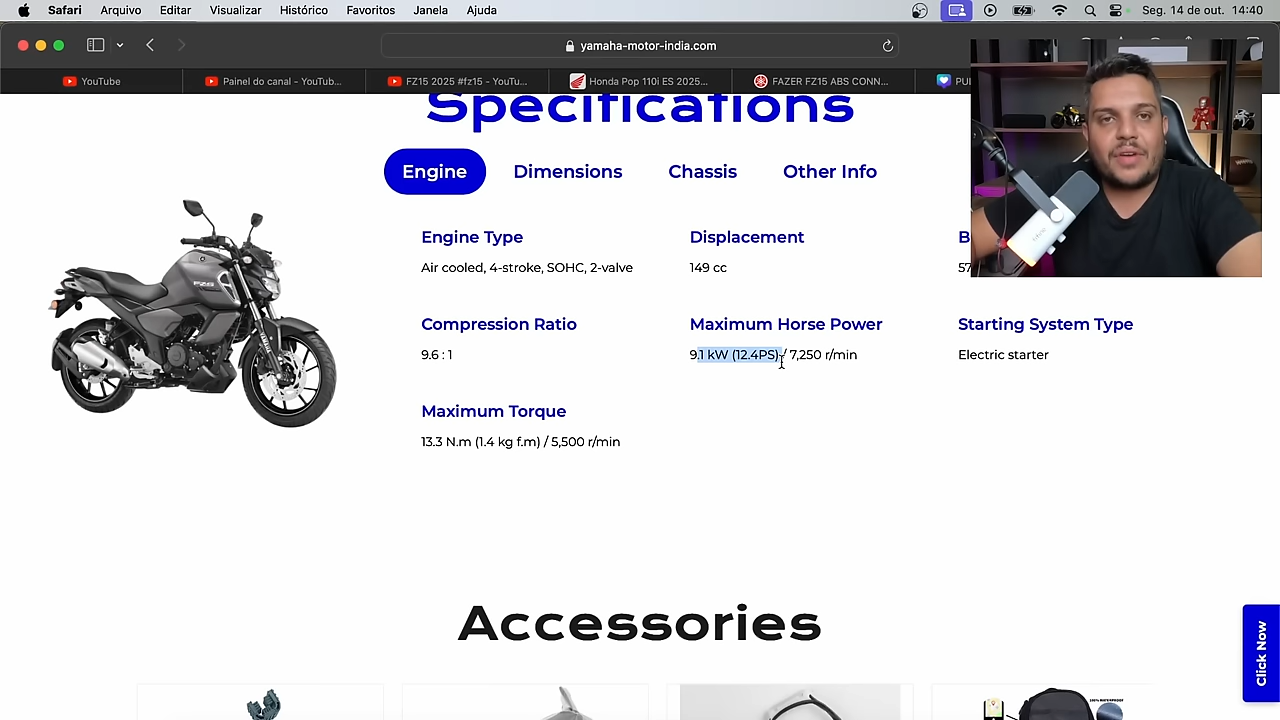 Safari Arquivo Editar Visualizar Histórico Favoritos Janela Ajuda Seg. 14 de out. 14:40
yamaha-motor-india.com
YouTube Painel do canal - YouTub... FZ15 2025 #fz15 - YouTu... Honda Pop 110i ES 2025... FAZER FZ15 ABS CONN...
Specifications
Engine Dimensions Chassis Other Info
Engine Type Displacement
Air cooled, 4-stroke, SOHC, 2-valve 149 cc
Compression Ratio Maximum Horse Power Starting System Type
9.6 : 1 9.1 kW (12.4PS) / 7,250 r/min Electric starter
Maximum Torque
13.3 N.m (1.4 kg f.m) / 5,500 r/min
Accessories
Click Now